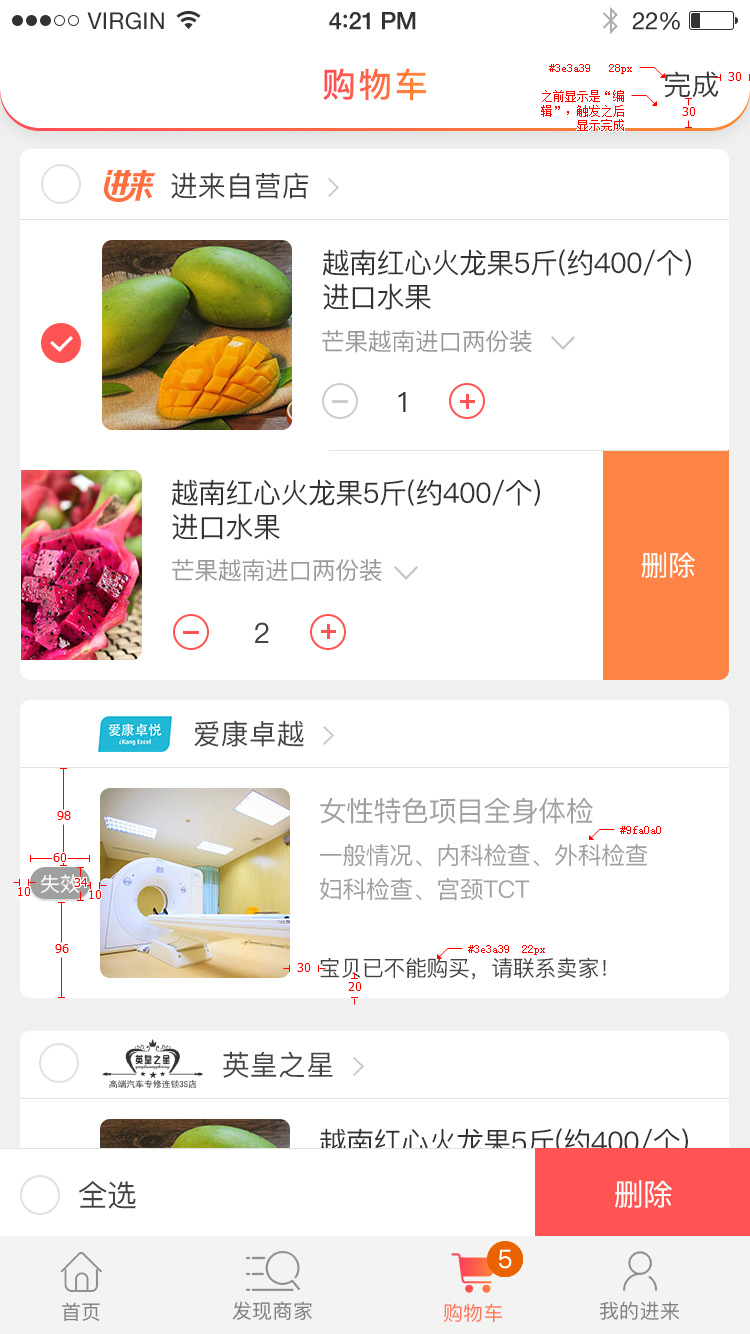 VIRGIN
4:21 PM
22%
购物车
#3e3a39 28px
完成
30
之前显示是“编
辑”,触发之后
显示完成
30
进来
进来自营店
越南红心火龙果5斤(约400/个)
进口水果
芒果越南进口两份装
1
越南红心火龙果5斤(约400/个)
进口水果
芒果越南进口两份装
2
删除
爱康卓悦
iKang Excel
爱康卓越
98
女性特色项目全身体检
#9fa0a0
60
一般情况、内科检查、外科检查
失效
34
10
10
妇科检查、宫颈TCT
96
#3e3a39 22px
30
宝贝已不能购买，请联系卖家!
20
英皇之星
高端汽车专修连锁3S店
英皇之星
越南红心火龙果5斤(约400/个)
全选
删除
5
首页
发现商家
购物车
我的进来